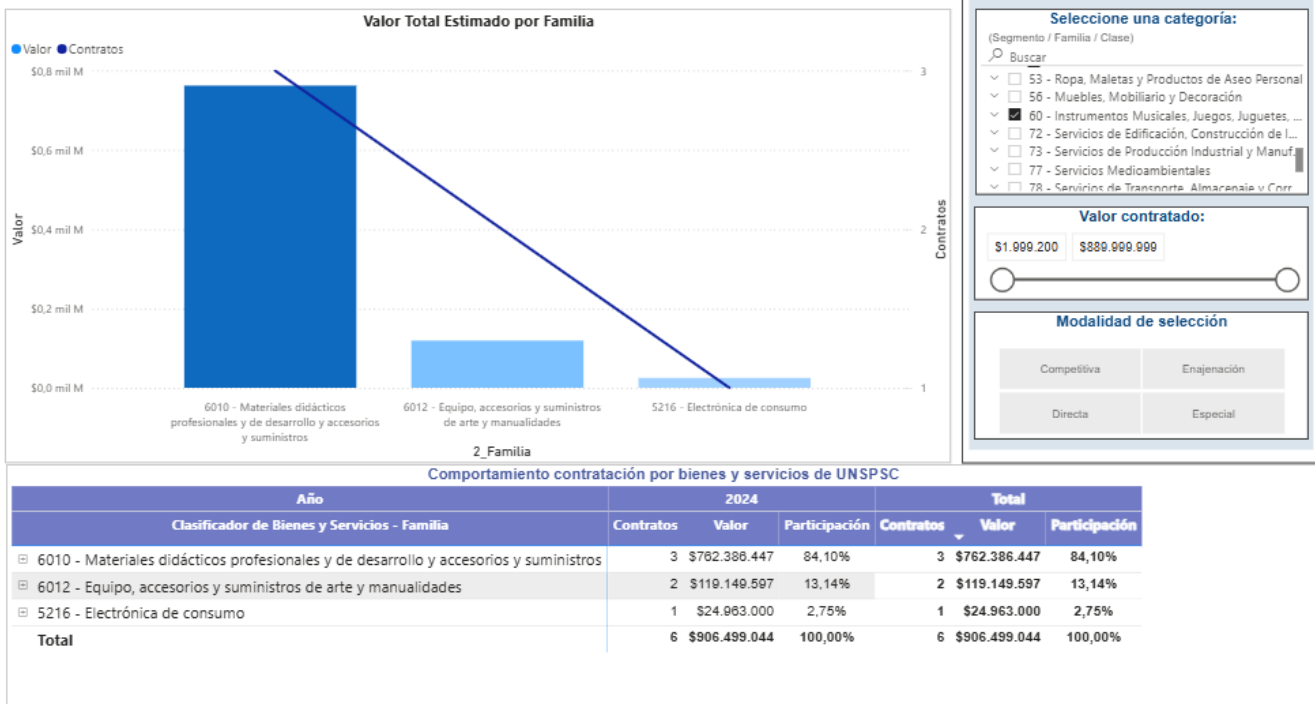 Valor Total Estimado por Familia
Valor Contratos
$0,8 mil M
$0,6 mil M
$0,4 mil M
$0,2 mil M
$0,0 mil M
Valor
3
2
1
Contratos
6010 - Materiales didácticos
profesionales y de desarrollo y accesorios
y suministros
6012 - Equipo, accesorios y suministros
de arte y manualidades
5216 - Electrónica de consumo
2_Familia
Seleccione una categoría:
(Segmento / Familia / Clase)
Buscar
53 - Ropa, Maletas y Productos de Aseo Personal
56 - Muebles, Mobiliario y Decoración
60 - Instrumentos Musicales, Juegos, Juguetes, ...
72 - Servicios de Edificación, Construcción de I...
73 - Servicios de Producción Industrial y Manuf...
77 - Servicios Medioambientales
78 - Servicios de Transporte, Almacenaje y Corr...
Valor contratado:
$1.999.200 $889.999.999
Modalidad de selección
Competitiva Enajenación
Directa Especial
Comportamiento contratación por bienes y servicios de UNSPSC
Año 2024 Total
Clasificador de Bienes y Servicios - Familia Contratos Valor Participación Contratos Valor Participación
6010 - Materiales didácticos profesionales y de desarrollo y accesorios y suministros 3 $762.386.447 84,10% 3 $762.386.447 84,10%
6012 - Equipo, accesorios y suministros de arte y manualidades 2 $119.149.597 13,14% 2 $119.149.597 13,14%
5216 - Electrónica de consumo 1 $24.963.000 2,75% 1 $24.963.000 2,75%
Total 6 $906.499.044 100,00% 6 $906.499.044 100,00%